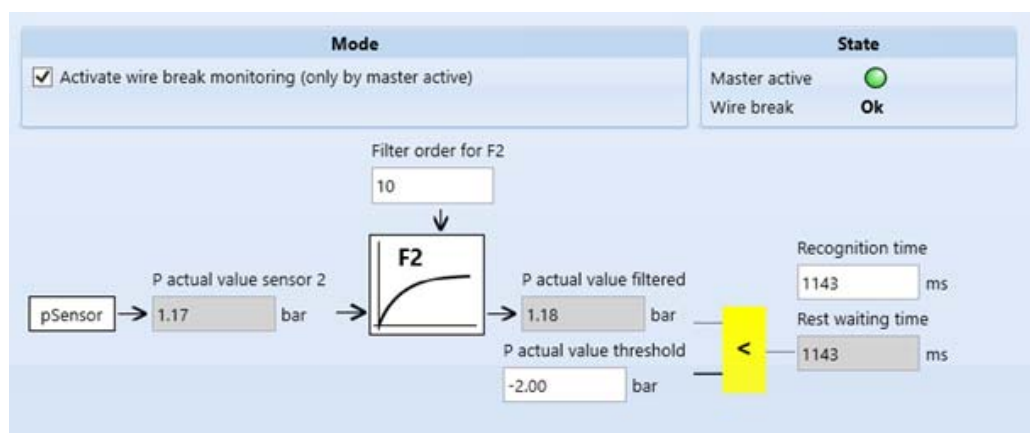 Mode
Activate wire break monitoring (only by master active)
State
Master active
Wire break Ok
Filter order for F2
10
F2
P actual value sensor 2
pSensor 1.17 bar
P actual value filtered
1.18 bar
P actual value threshold
-2.00 bar
<
Recognition time
1143 ms
Rest waiting time
1143 ms